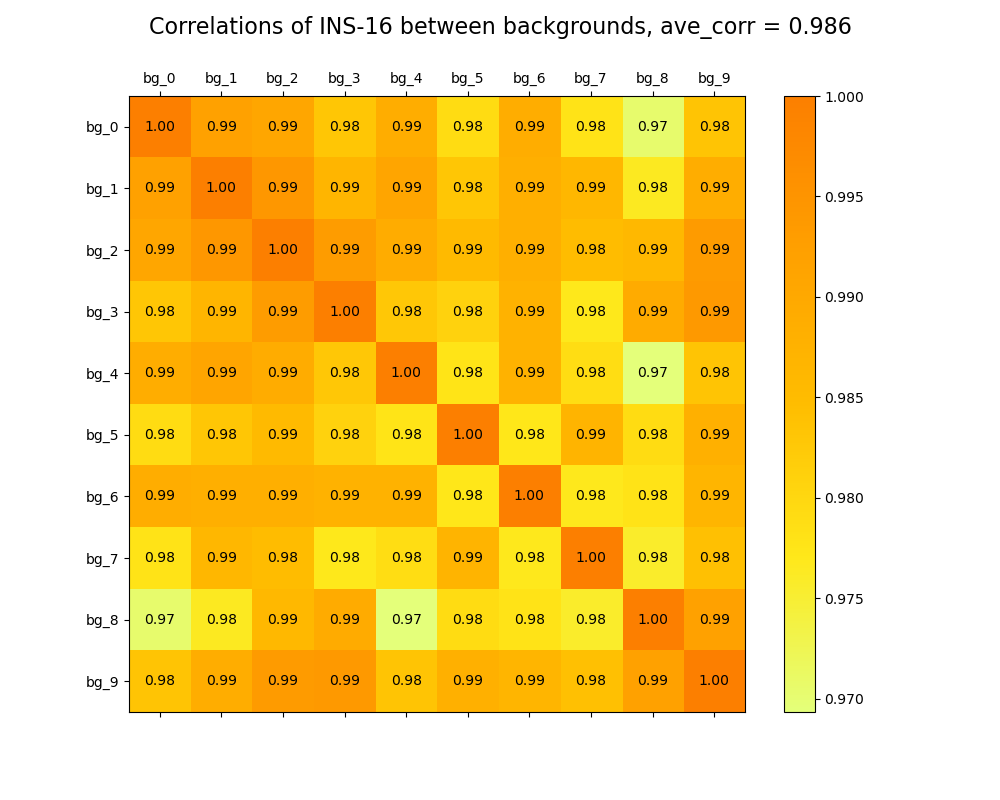 Correlations of INS-16 between backgrounds, ave_corr = 0.986
bg_0 bg_1 bg_2 bg_3 bg_4 bg_5 bg_6 bg_7 bg_8 bg_9
bg_0 1.00 0.99 0.99 0.98 0.99 0.98 0.99 0.98 0.97 0.98
bg_1 0.99 1.00 0.99 0.99 0.99 0.98 0.99 0.99 0.98 0.99
bg_2 0.99 0.99 1.00 0.99 0.99 0.99 0.99 0.98 0.99 0.99
bg_3 0.98 0.99 0.99 1.00 0.98 0.98 0.99 0.98 0.99 0.99
bg_4 0.99 0.99 0.99 0.98 1.00 0.98 0.99 0.98 0.97 0.98
bg_5 0.98 0.98 0.99 0.98 0.98 1.00 0.98 0.99 0.98 0.99
bg_6 0.99 0.99 0.99 0.99 0.99 0.98 1.00 0.98 0.98 0.99
bg_7 0.98 0.99 0.98 0.98 0.98 0.99 0.98 1.00 0.98 0.98
bg_8 0.97 0.98 0.99 0.99 0.97 0.98 0.98 0.98 1.00 0.99
bg_9 0.98 0.99 0.99 0.99 0.98 0.99 0.99 0.98 0.99 1.00
1.000
0.995
0.990
0.985
0.980
0.975
0.970